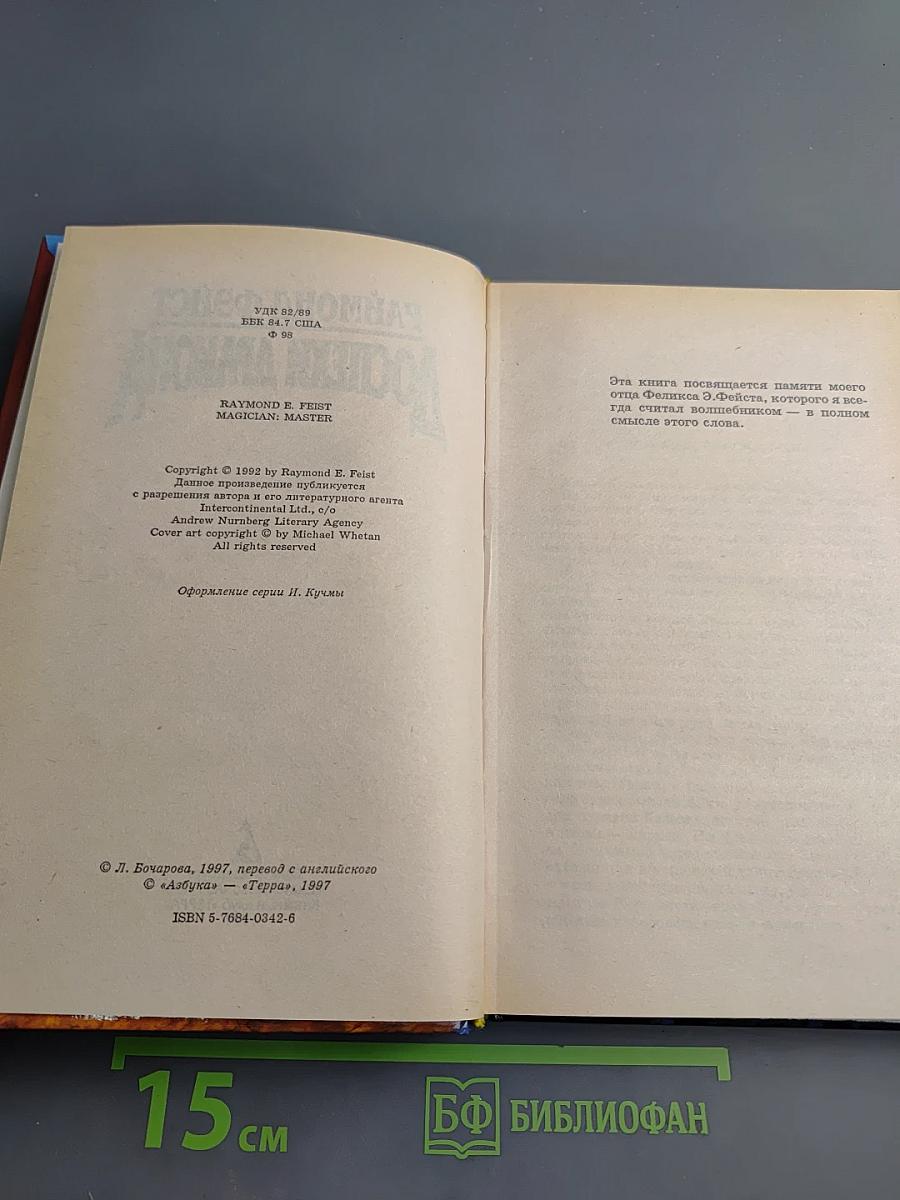 УДК 82/89
ББК 84.7 США
Ф 98
RAYMOND E. FEIST
MAGICIAN: MASTER
Copyright © 1992 by Raymond E. Feist
Данное произведение публикуется
с разрешения автора и его литературного агента
Intercontinental Ltd., c/o
Andrew Nurnberg Literary Agency
Cover art copyright © by Michael Whetan
All rights reserved
Оформление серии И. Кучмы
© Л. Бочарова, 1997, перевод с английского
© «Азбука» — «Терра», 1997
ISBN 5-7684-0342-6
Эта книга посвящается памяти моего
отца Феликса Э.Фейста, которого я все-
гда считал волшебником — в полном
смысле этого слова.
15 см
БФ БИБЛИОФАН